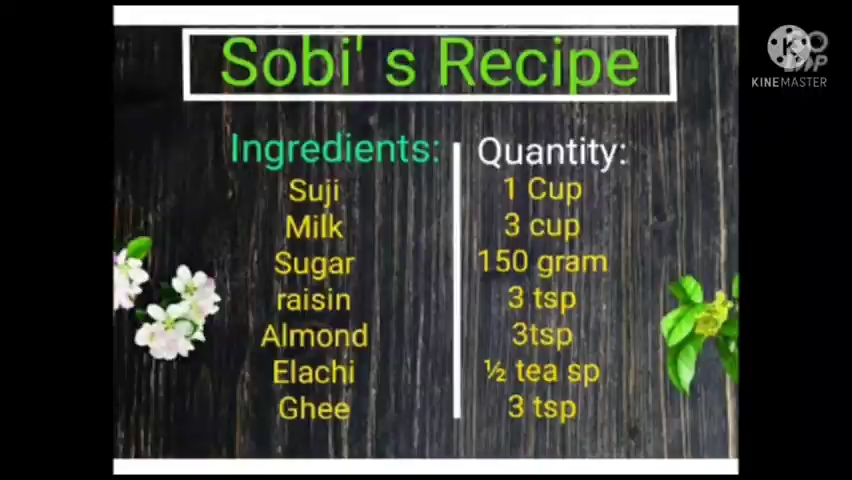 Sobi' s Recipe
KINEMASTER
Ingredients: Quantity:
Suji 1 Cup
Milk 3 cup
Sugar 150 gram
raisin 3 tsp
Almond 3tsp
Elachi ½ tea sp
Ghee 3 tsp